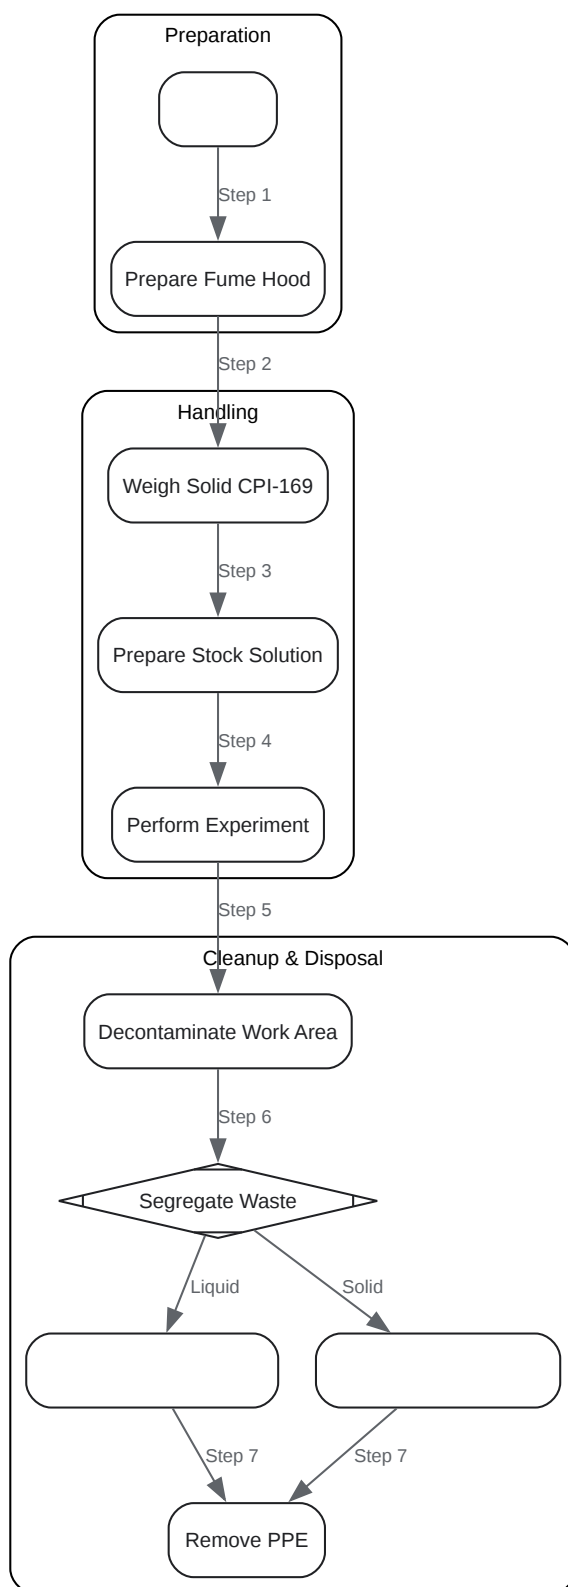 Preparation
Step 1
Prepare Fume Hood
Step 2
Handling
Weigh Solid CPI-169
Step 3
Prepare Stock Solution
Step 4
Perform Experiment
Step 5
Cleanup & Disposal
Decontaminate Work Area
Step 6
Segregate Waste
Liquid
Solid
Step 7
Step 7
Remove PPE